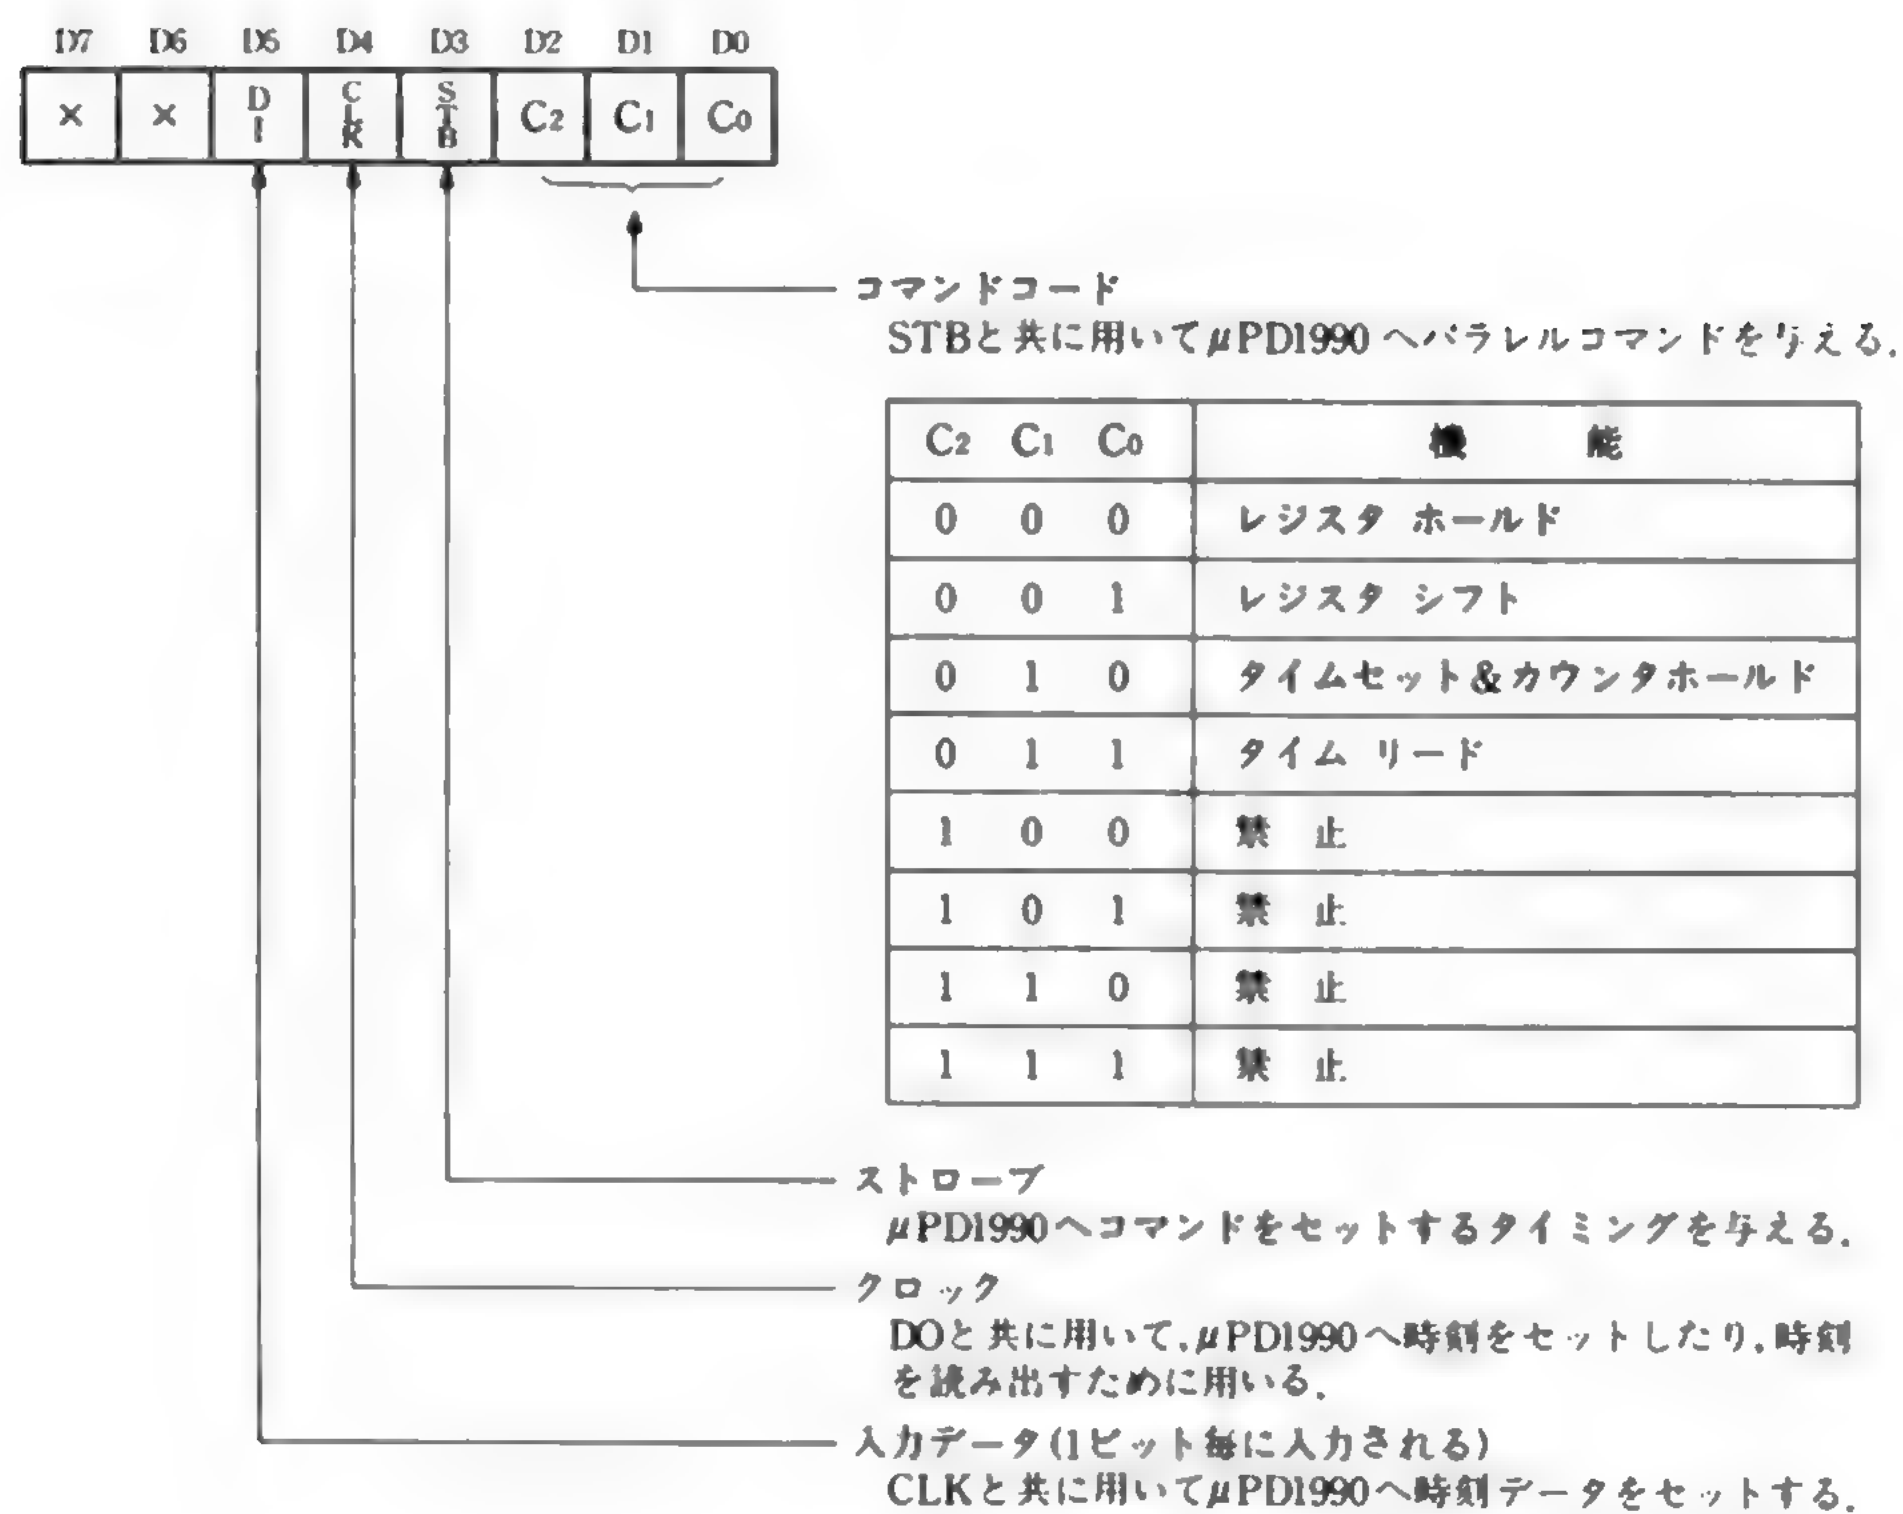 D7 D6 D5 D4 D3 D2 D1 D0
× × DI CLK STB C2 C1 C0
コマンドコード
STBと共に用いてμPD1990へパラレルコマンドを与える.
C2 C1 C0 機 能
0 0 0 レジスタ ホールド
0 0 1 レジスタ シフト
0 1 0 タイムセット&カウンタホールド
0 1 1 タイム リード
1 0 0 禁 止
1 0 1 禁 止
1 1 0 禁 止
1 1 1 禁 止
ストローブ
μPD1990へコマンドをセットするタイミングを与える.
クロック
DOと共に用いて,μPD1990へ時刻をセットしたり,時刻
を読み出すために用いる.
入力データ(1ビット毎に入力される)
CLKと共に用いてμPD1990へ時刻データをセットする.